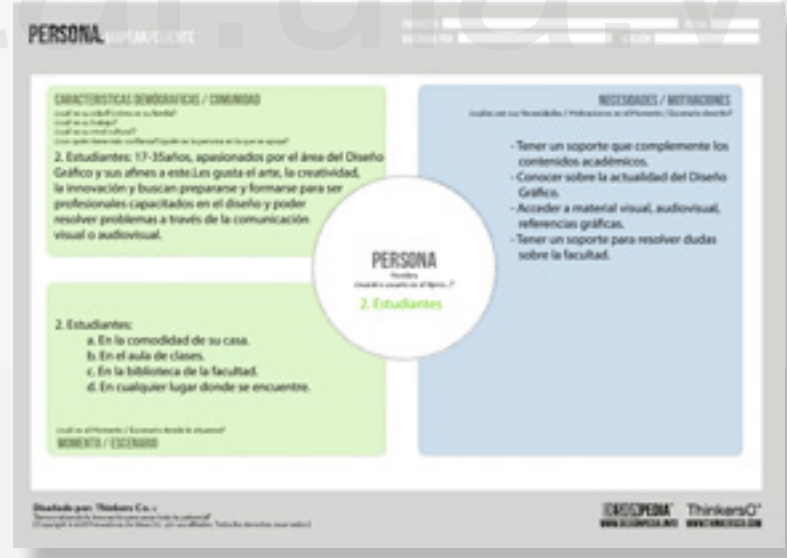 PERSONA
MAPEAR/CLIENTE
CARACTERISTICAS DEMOGRAFICAS / COMUNIDAD
2. Estudiantes: 17-35años, apasionados por el área del Diseño
Gráfico y sus afines a este.Les gusta el arte, la creatividad,
la innovación y buscan prepararse y formarse para ser
profesionales capacitados en el diseño y poder
resolver problemas a través de la comunicación
visual o audiovisual.
NECESIDADES / MOTIVACIONES
- Tener un soporte que complemente los
contenidos académicos.
- Conocer sobre la actualidad del Diseño
Gráfico.
- Acceder a material visual, audiovisual,
referencias gráficas.
- Tener un soporte para resolver dudas
sobre la facultad.
PERSONA
Nombre
2. Estudiantes
2. Estudiantes:
a. En la comodidad de su casa.
b. En el aula de clases.
c. En la biblioteca de la facultad.
d. En cualquier lugar donde se encuentre.
MOMENTO / ESCENARIO
Diseñado por: Thinkers Co.
ThinkersCo